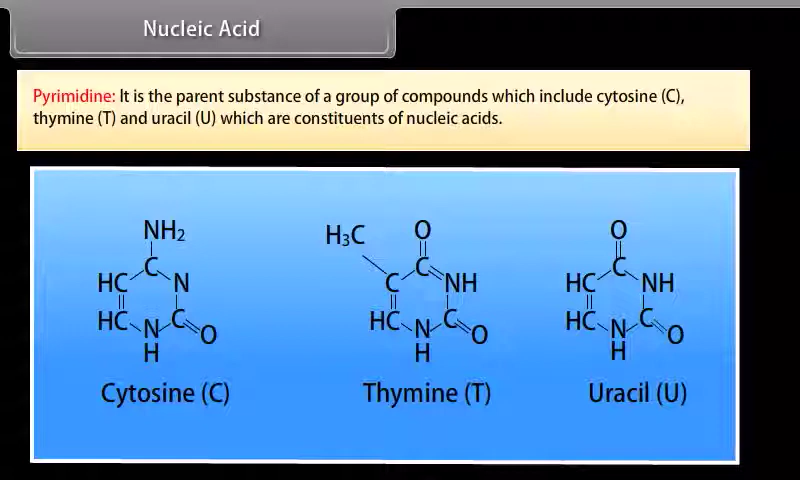 Nucleic Acid
Pyrimidine: It is the parent substance of a group of compounds which include cytosine (C),
thymine (T) and uracil (U) which are constituents of nucleic acids.
NH₂
C
HC N
HC N C O
H
Cytosine (C)
H₃C O
C
C NH
HC N C O
H
Thymine (T)
O
C
HC NH
HC N C O
H
Uracil (U)